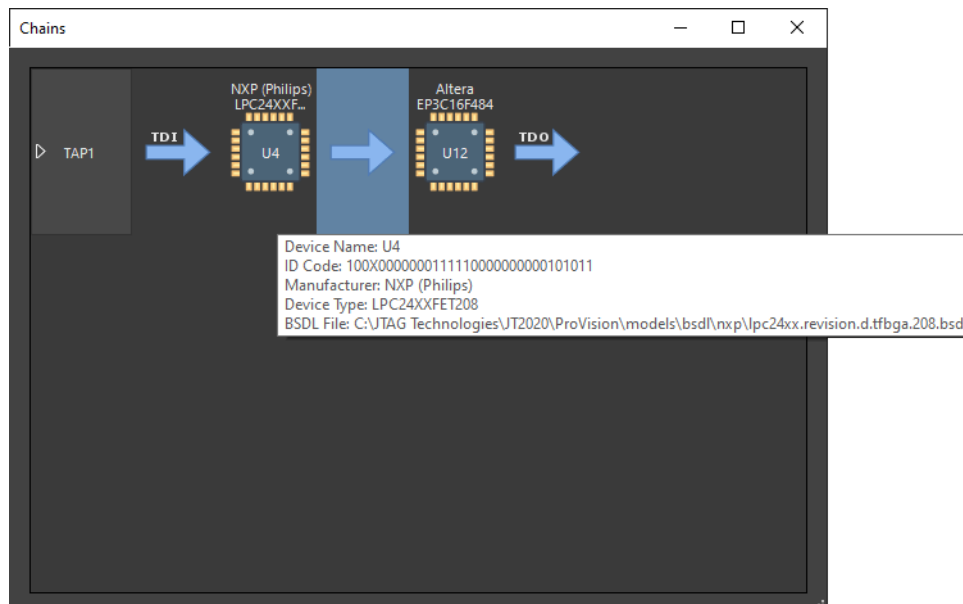 Chains
NXP (Philips)
LPC24XXF...
Altera
EP3C16F484
TAP1
TDI
U4
U12
TDO
Device Name: U4
ID Code: 100X0000000111110000000000101011
Manufacturer: NXP (Philips)
Device Type: LPC24XXFET208
BSDL File: C:\JTAG Technologies\JT2020\ProVision\models\bsdl\nxp\lpc24xx.revision.d.tfbga.208.bsd